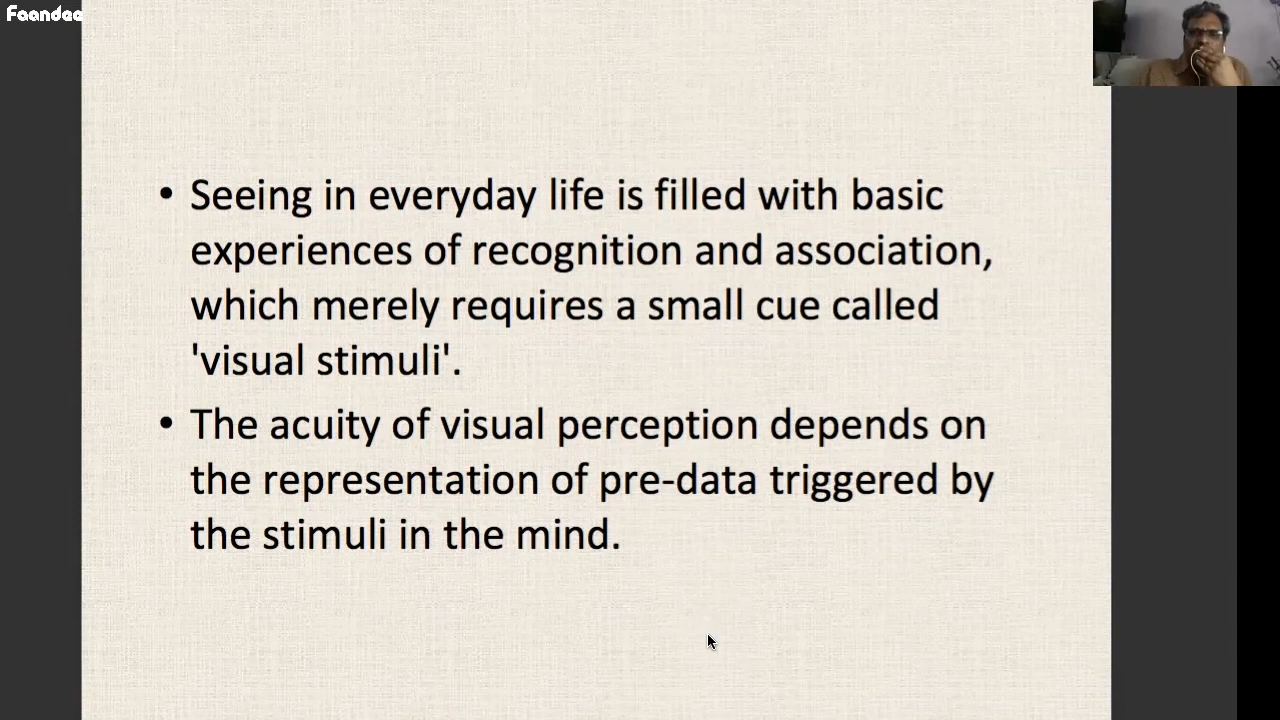 Faandee
• Seeing in everyday life is filled with basic
experiences of recognition and association,
which merely requires a small cue called
'visual stimuli'.
• The acuity of visual perception depends on
the representation of pre-data triggered by
the stimuli in the mind.